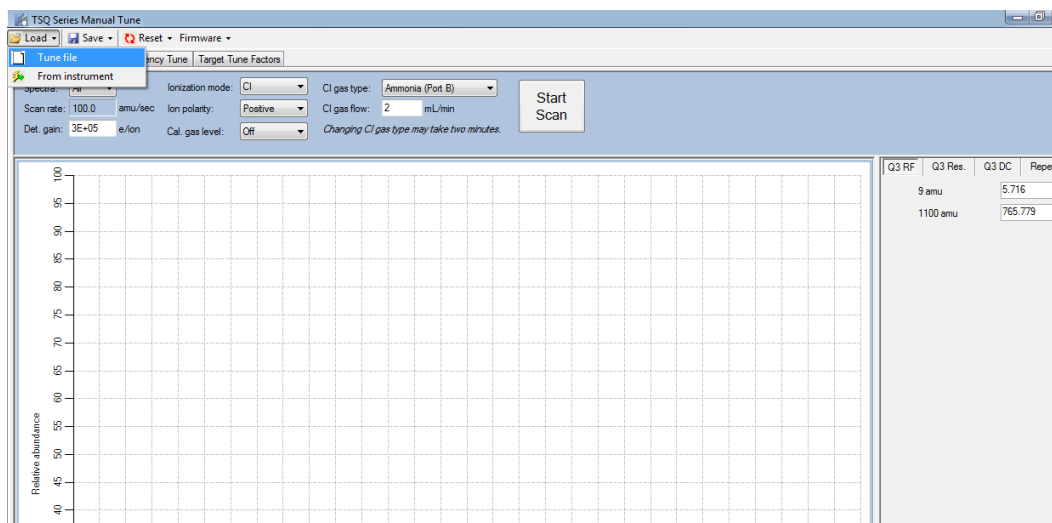 TSQ Series Manual Tune
Load Save Reset Firmware
Tune file
From instrument
ency Tune Target Tune Factors
Ionization mode: CI CI gas type: Ammonia (Port B)
Scan rate: 100.0 amu/sec Ion polarity: Positive CI gas flow: 2 mL/min
Det. gain: 3E+05 e/ion Cal. gas level: Off Changing CI gas type may take two minutes.
Start
Scan
Q3 RF Q3 Res. Q3 DC Repe
9 amu 5.716
1100 amu 765.779
100
95
90
85
80
75
70
65
60
55
50
45
40
Relative abundance